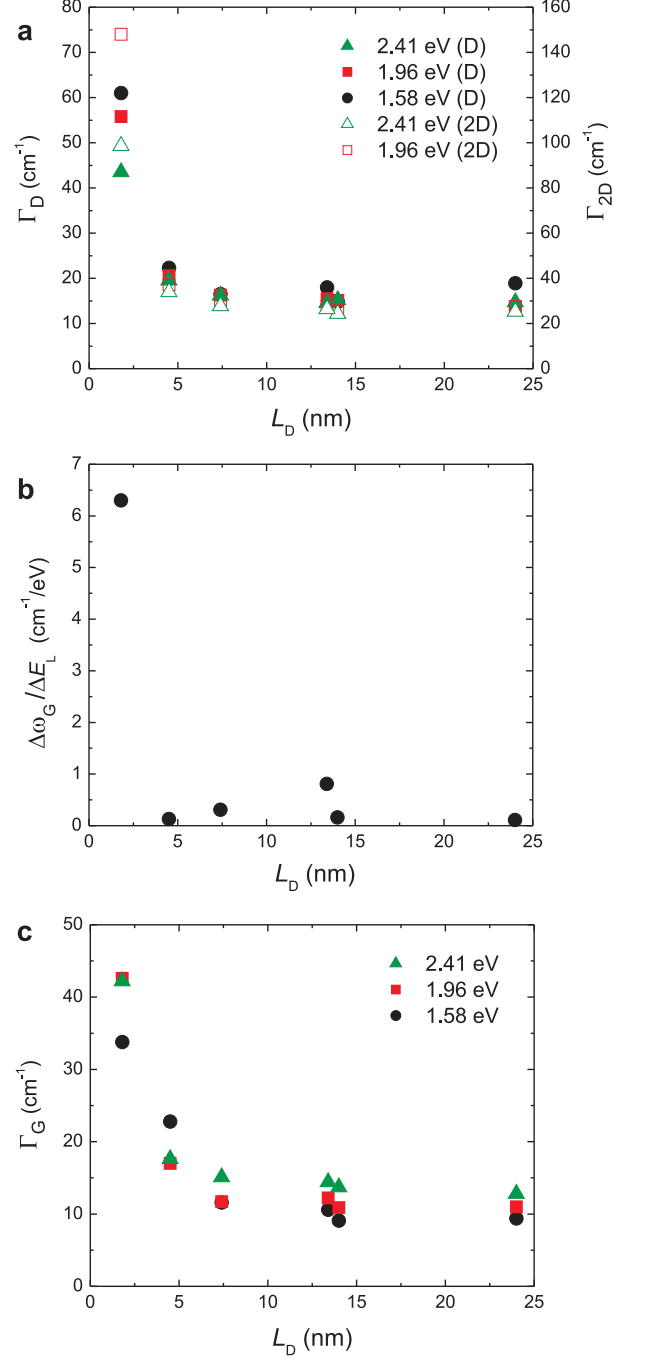 a
80
70
60
50
40
30
20
10
0
160
140
120
100
80
60
40
20
0
Γ_D (cm⁻¹)
Γ_2D (cm⁻¹)
2.41 eV (D)
1.96 eV (D)
1.58 eV (D)
2.41 eV (2D)
1.96 eV (2D)
0 5 10 15 20 25
L_D (nm)
b
7
6
5
4
3
2
1
0
Δω_G/ΔE_L (cm⁻¹/eV)
0 5 10 15 20 25
L_D (nm)
c
50
40
30
20
10
0
Γ_G (cm⁻¹)
2.41 eV
1.96 eV
1.58 eV
0 5 10 15 20 25
L_D (nm)